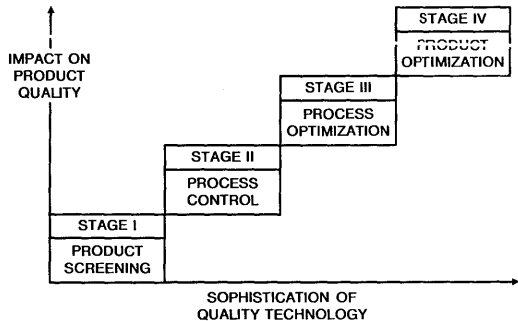 STAGE IV
PRODUCT
OPTIMIZATION
IMPACT ON
PRODUCT
QUALITY
STAGE III
PROCESS
OPTIMIZATION
STAGE II
PROCESS
CONTROL
STAGE I
PRODUCT
SCREENING
SOPHISTICATION OF
QUALITY TECHNOLOGY